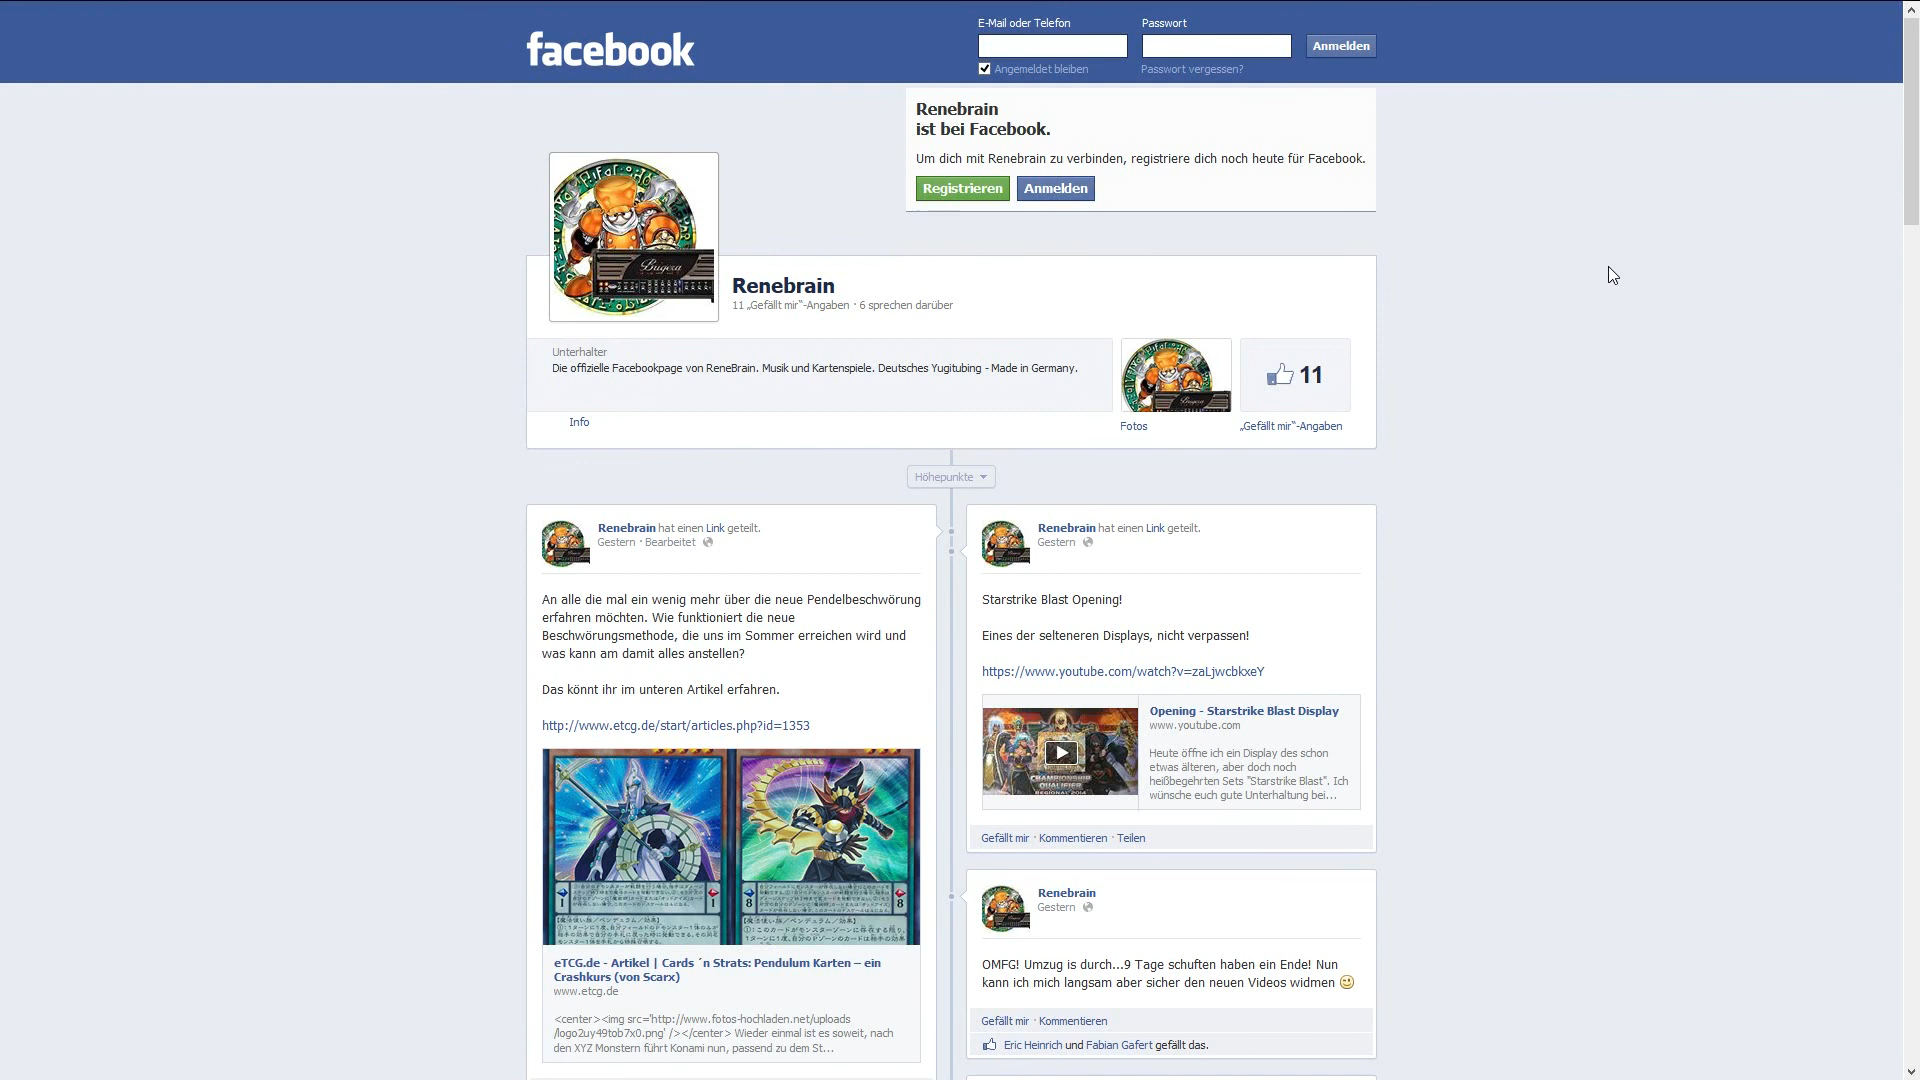 facebook
E-Mail oder Telefon
Passwort
Anmelden
Angemeldet bleiben
Passwort vergessen?
Renebrain
ist bei Facebook.
Um dich mit Renebrain zu verbinden, registriere dich noch heute für Facebook.
Registrieren
Anmelden
Bugera
Renebrain
11 „Gefällt mir“-Angaben · 6 sprechen darüber
Unterhalter
Die offizielle Facebookpage von ReneBrain. Musik und Kartenspiele. Deutsches Yugitubing - Made in Germany.
11
Info
Fotos
„Gefällt mir“-Angaben
Höhepunkte
Renebrain hat einen Link geteilt.
Gestern · Bearbeitet
An alle die mal ein wenig mehr über die neue Pendelbeschwörung
erfahren möchten. Wie funktioniert die neue
Beschwörungsmethode, die uns im Sommer erreichen wird und
was kann am damit alles anstellen?
Das könnt ihr im unteren Artikel erfahren.
http://www.etcg.de/start/articles.php?id=1353
1
1
8
8
eTCG.de - Artikel | Cards ´n Strats: Pendulum Karten – ein
Crashkurs (von Scarx)
www.etcg.de
<center><img src='http://www.fotos-hochladen.net/uploads
/logo2uy49tob7x0.png' /></center> Wieder einmal ist es soweit, nach
den XYZ Monstern führt Konami nun, passend zu dem St...
Renebrain hat einen Link geteilt.
Gestern
Starstrike Blast Opening!
Eines der selteneren Displays, nicht verpassen!
https://www.youtube.com/watch?v=zaLjwcbkxeY
CHAMPIONSHIP
QUALIFIER
REGIONAL 2014
Opening - Starstrike Blast Display
www.youtube.com
Heute öffne ich ein Display des schon
etwas älteren, aber doch noch
heißbegehrten Sets "Starstrike Blast". Ich
wünsche euch gute Unterhaltung bei...
Gefällt mir · Kommentieren · Teilen
Renebrain
Gestern
OMFG! Umzug is durch...9 Tage schuften haben ein Ende! Nun
kann ich mich langsam aber sicher den neuen Videos widmen
Gefällt mir · Kommentieren
Eric Heinrich und Fabian Gafert gefällt das.